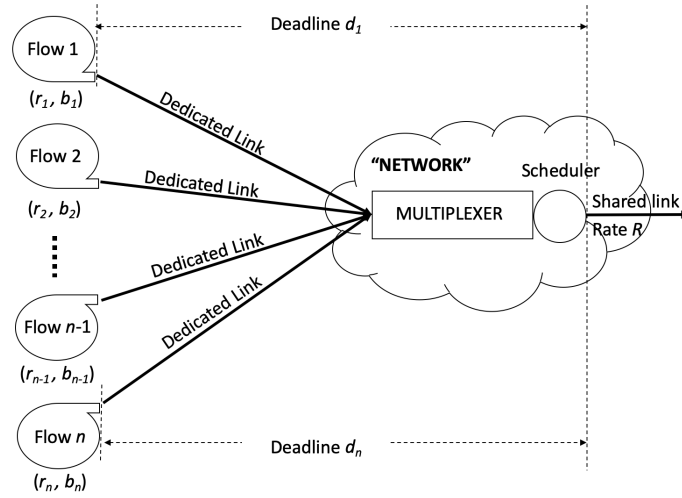 Deadline d1
Flow 1
(r1, b1)
Dedicated Link
Flow 2
(r2, b2)
Dedicated Link
"NETWORK"
Scheduler
MULTIPLEXER
Shared link
Rate R
Dedicated Link
Flow n-1
(rn-1, bn-1)
Dedicated Link
Flow n
(rn, bn)
Deadline dn